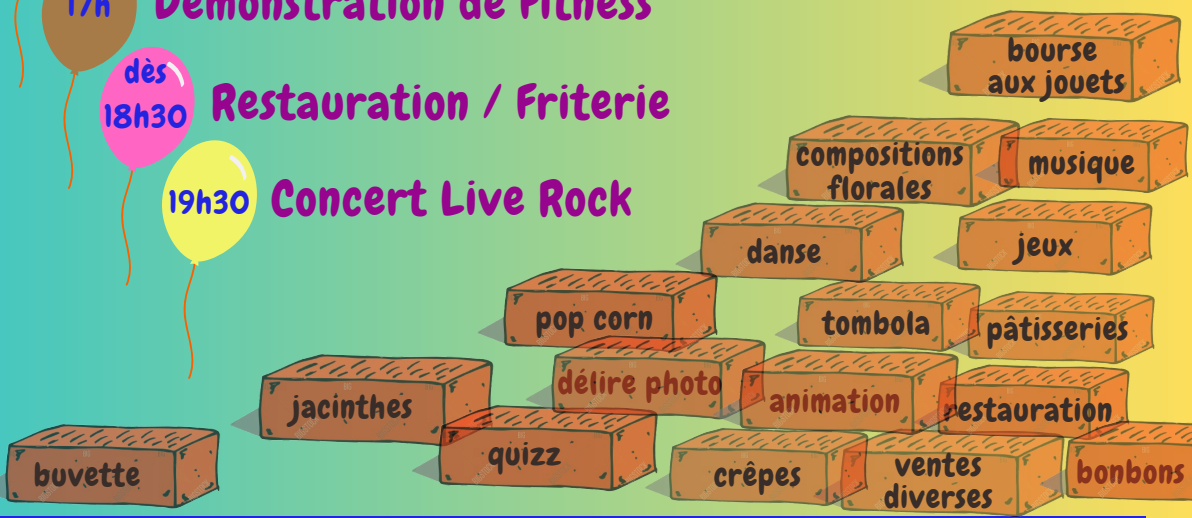 17h
Démonstration de Fitness
dès
18h30
Restauration / Friterie
19h30
Concert Live Rock
bourse
aux jouets
compositions
florales
musique
danse
jeux
pop corn
tombola
pâtisseries
délire photo
animation
restauration
jacinthes
quizz
buvette
crêpes
ventes
diverses
bonbons